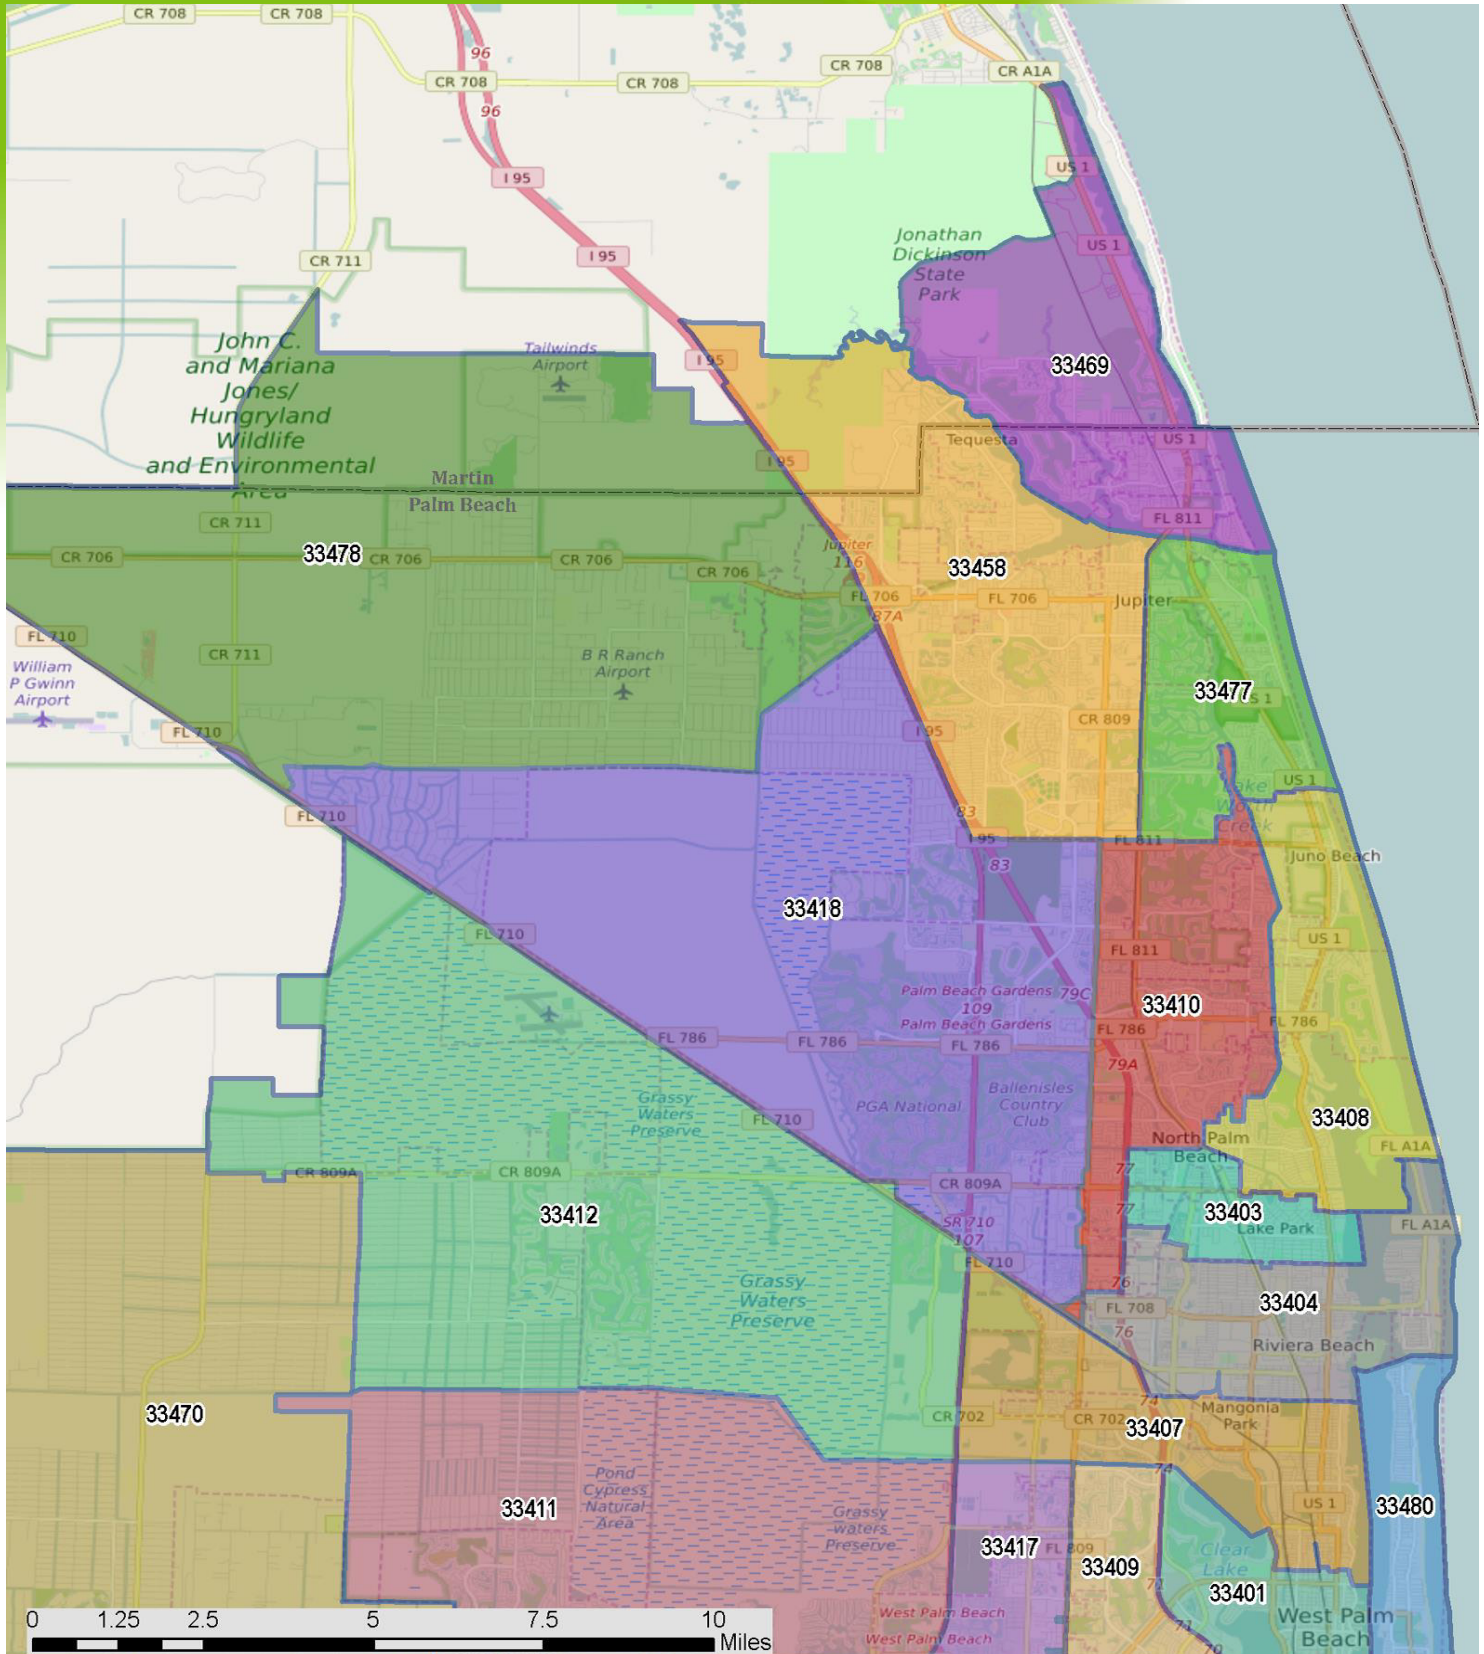 CR 708
CR 708
96
CR 708
CR 708
CR 708
CR A1A
96
I 95
US 1
Jonathan
Dickinson
State
Park
US 1
CR 711
I 95
John C.
and Mariana
Jones/
Hungryland
Wildlife
and Environmental
Area
Tailwinds
Airport
I 95
33469
Tequesta
US 1
I 95
Martin
Palm Beach
CR 711
FL 811
CR 706
33478
CR 706
CR 706
CR 706
Jupiter
116
33458
FL 706
87A
FL 706
Jupiter
FL 710
William
P Gwinn
Airport
CR 711
B R Ranch
Airport
33477
US 1
FL 710
I 95
CR 809
FL 710
83
I 95
83
FL 811
Lake
Worth
Creek
US 1
Juno Beach
33418
FL 710
FL 811
US 1
Palm Beach Gardens
109
Palm Beach Gardens
79C
33410
FL 786
FL 786
FL 786
FL 786
FL 786
79A
Grassy
Waters
Preserve
FL 710
PGA National
Ballenisles
Country
Club
33408
North Palm
Beach
FL A1A
CR 809A
CR 809A
CR 809A
77
33412
SR 710
107
77
33403
Lake Park
FL A1A
FL 710
Grassy
Waters
Preserve
76
FL 708
76
33404
Riviera Beach
33470
CR 702
CR 702
74
33407
Mangonia
Park
74
33411
Pond
Cypress
Natural
Area
Grassy
waters
Preserve
US 1
33480
33417
FL 809
33409
71
Clear
Lake
33401
West Palm Beach
West Palm Beach
71
70
West Palm
Beach
0 1.25 2.5 5 7.5 10
Miles